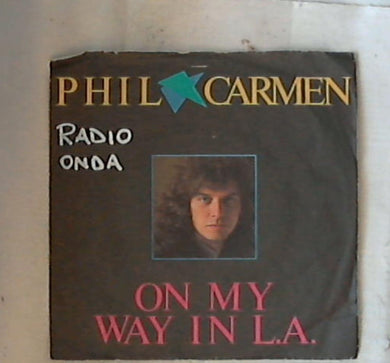 PHIL CARMEN
RADIO
ONDA
ON MY
WAY IN L.A.